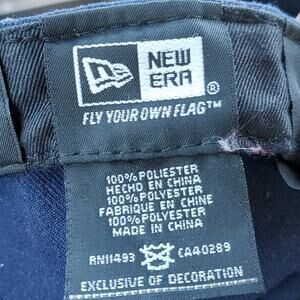 NEW
ERA®
FLY YOUR OWN FLAG™
100% POLIESTER
HECHO EN CHINA
100% POLYESTER
FABRIQUE EN CHINE
100% POLYESTER
MADE IN CHINA
RN11493 CA40289
EXCLUSIVE OF DECORATION